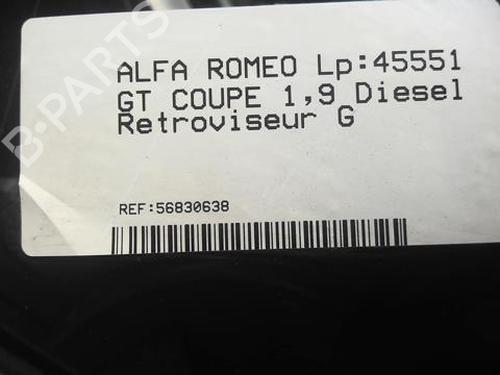 B-PARTS
ALFA ROMEO Lp:45551
GT COUPE 1,9 Diesel
Retroviseur G
REF:56830638